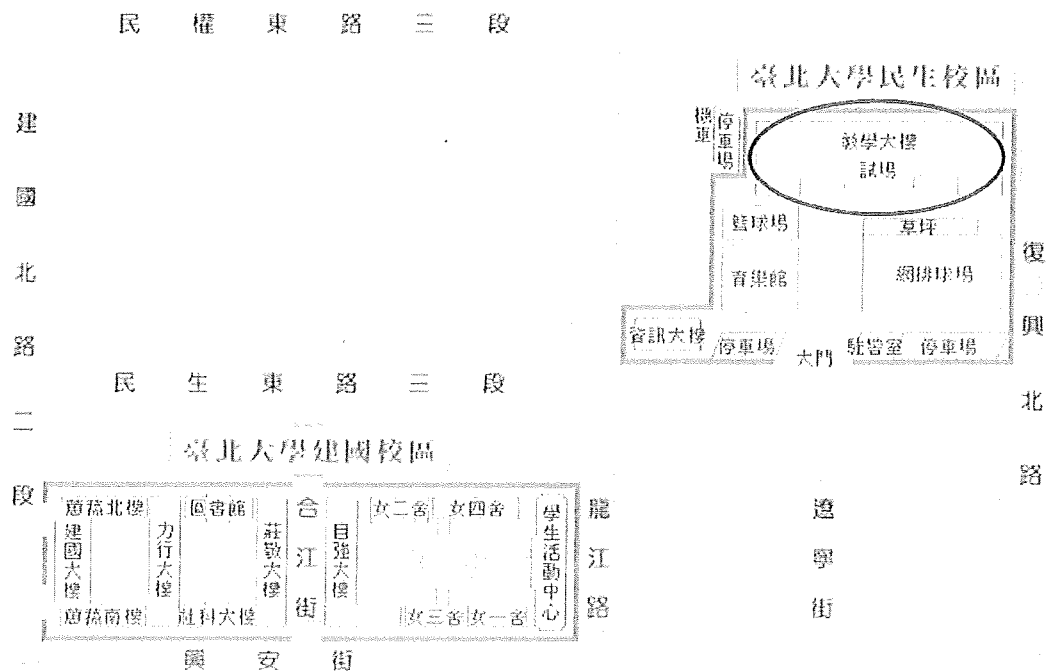 民權東路三段
臺北大學民生校區
建國北路二段
機車
停車場
教學大樓
試場
籃球場
草坪
育樂館
網排球場
復興北路
資訊大樓
停車場
大門
駐警室
停車場
民生東路三段
臺北大學建國校區
北樓
圖書館
合江街
女二舍
女四舍
學生活動中心
龍江路
遼寧街
建國大樓
力行大樓
莊敬大樓
自強大樓
南樓
社科大樓
女三舍
女一舍
興安街